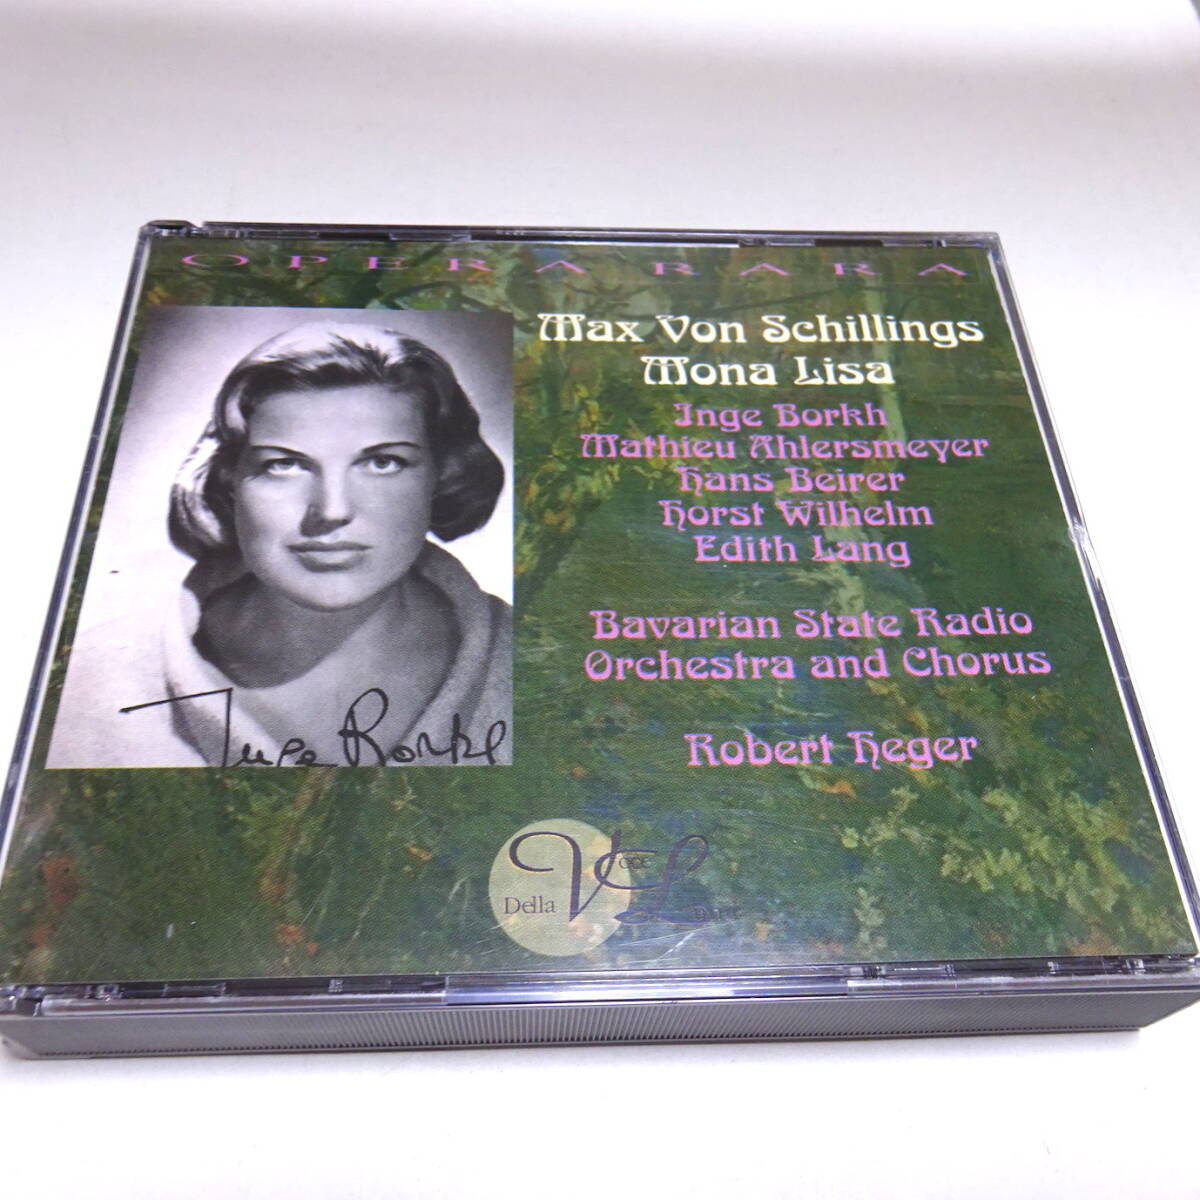 OPERA RARA
Max Von Schillings
Mona Lisa
Inge Borkh
Mathieu Ahlersmeyer
Hans Beirer
Horst Wilhelm
Edith Lang
Bavarian State Radio
Orchestra and Chorus
Robert Heger
Inge Borkh
Della Voce